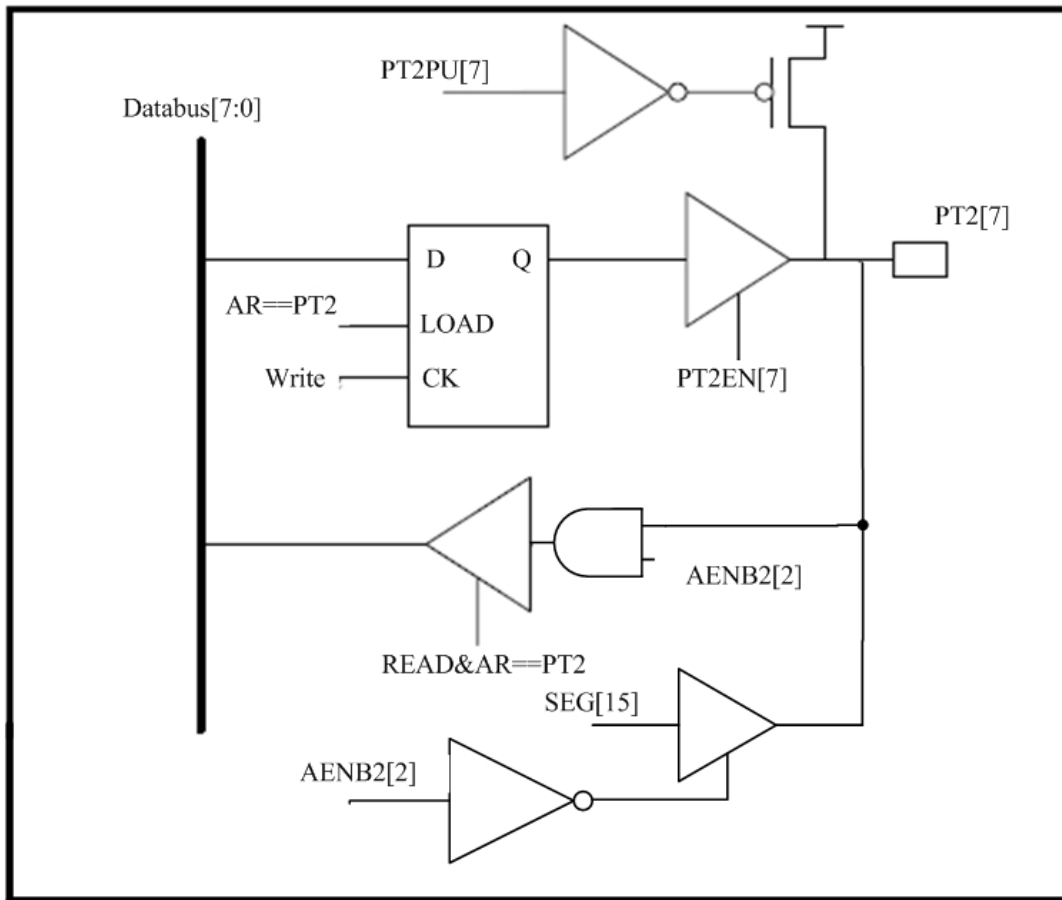 PT2PU[7]
Databus[7:0]
PT2[7]
D
Q
AR==PT2
LOAD
Write
CK
PT2EN[7]
AENB2[2]
READ&AR==PT2
SEG[15]
AENB2[2]